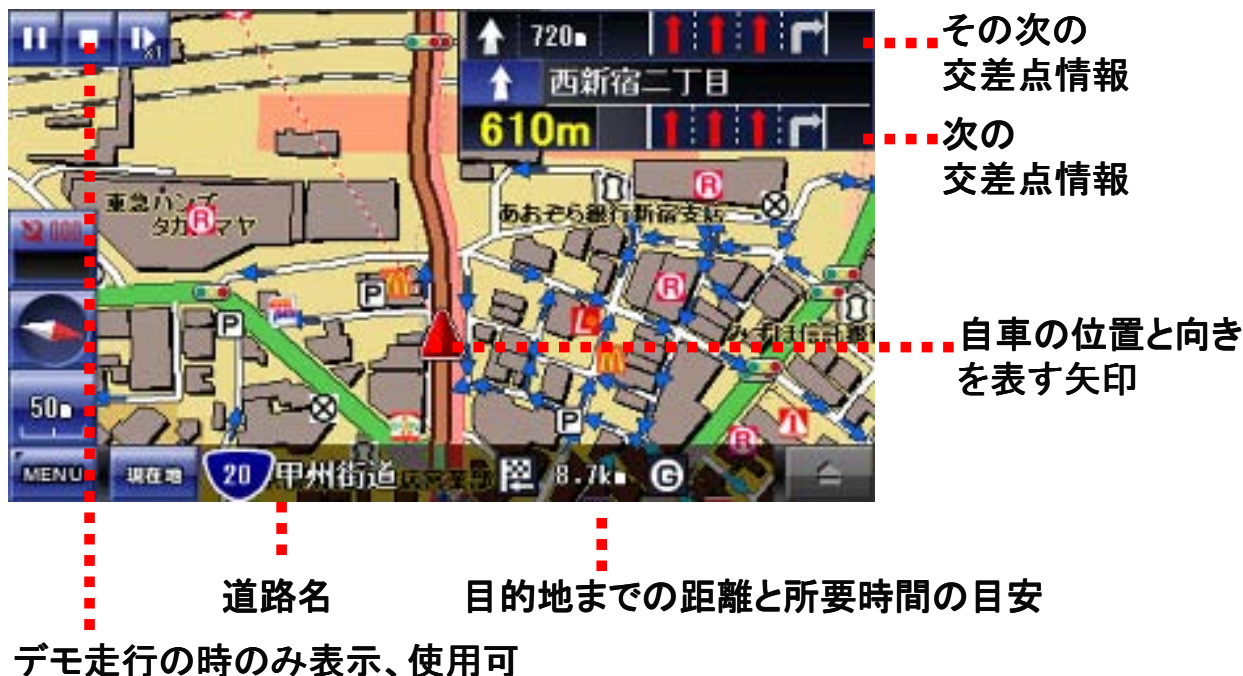 x1
720m
西新宿二丁目
610m
その次の
交差点情報
次の
交差点情報
東急ハンズ
タカシマヤ
あおぞら銀行新宿支店
P
P
P
R
R
R
R
自車の位置と向き
を表す矢印
50m
MENU
現在地
20
甲州街道
8.7km
G
道路名
目的地までの距離と所要時間の目安
デモ走行の時のみ表示、使用可